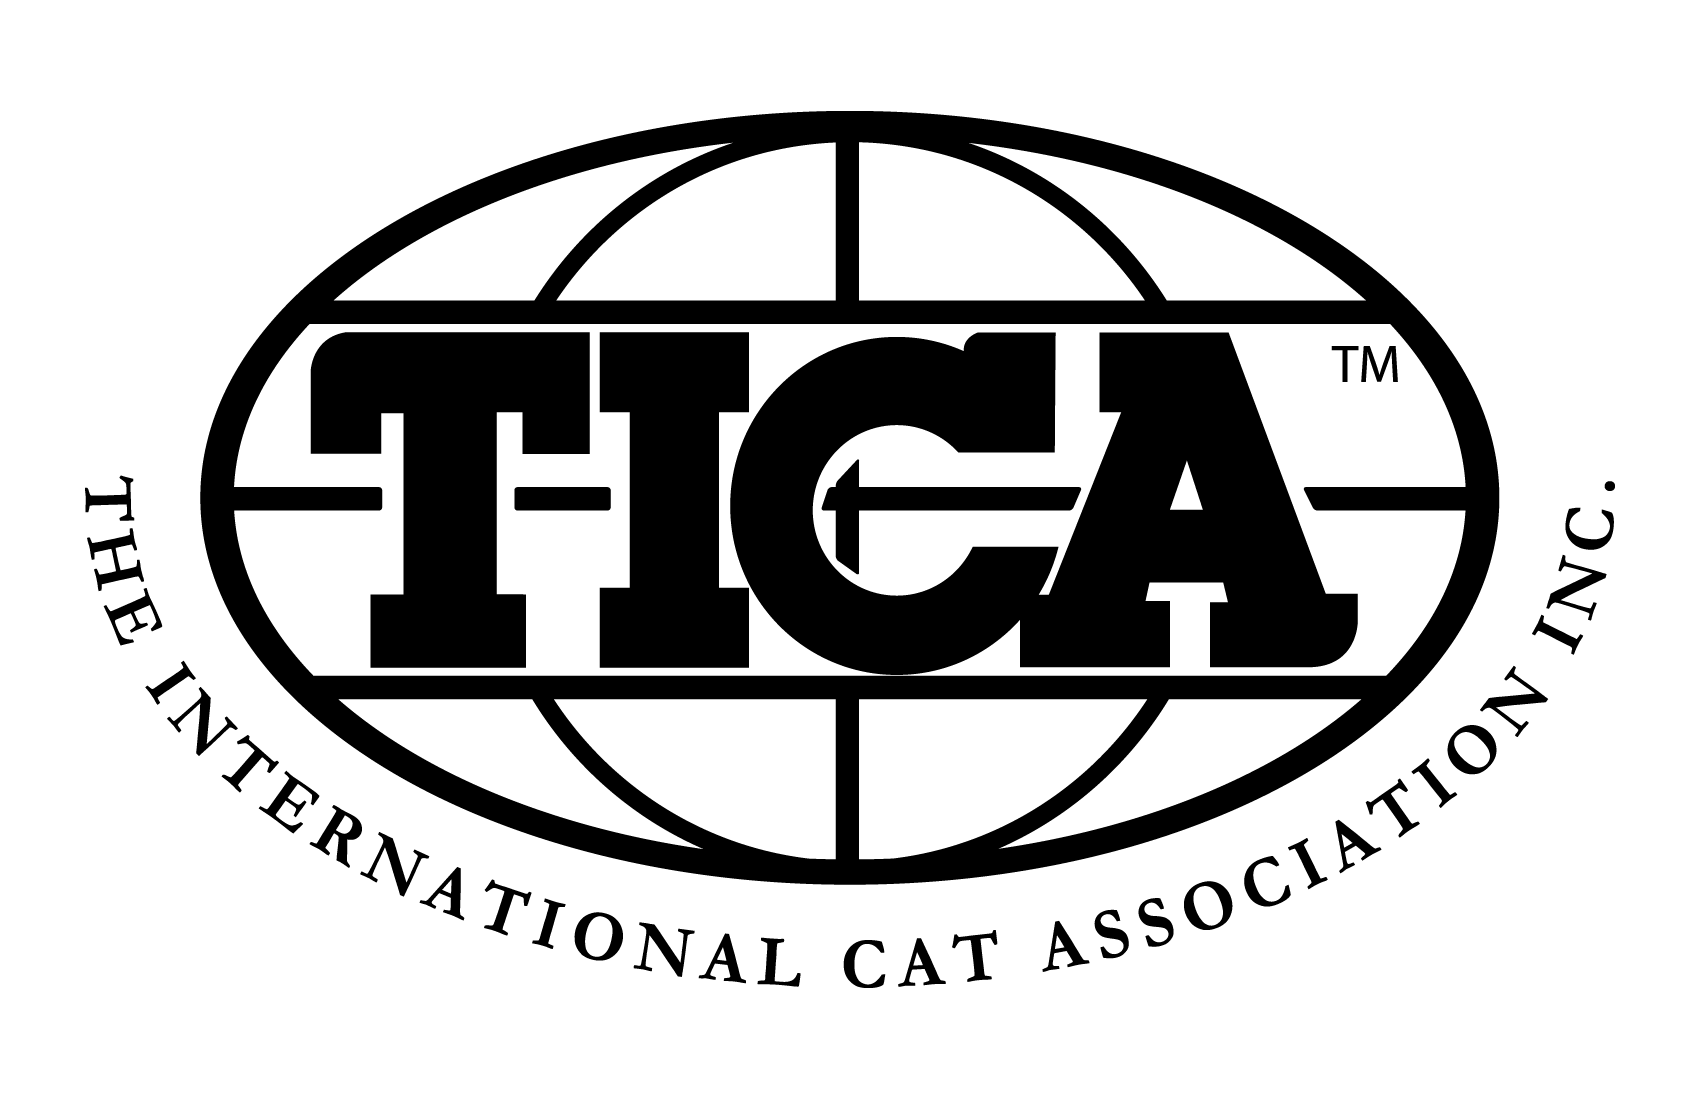 TICA™
THE INTERNATIONAL CAT ASSOCIATION INC.